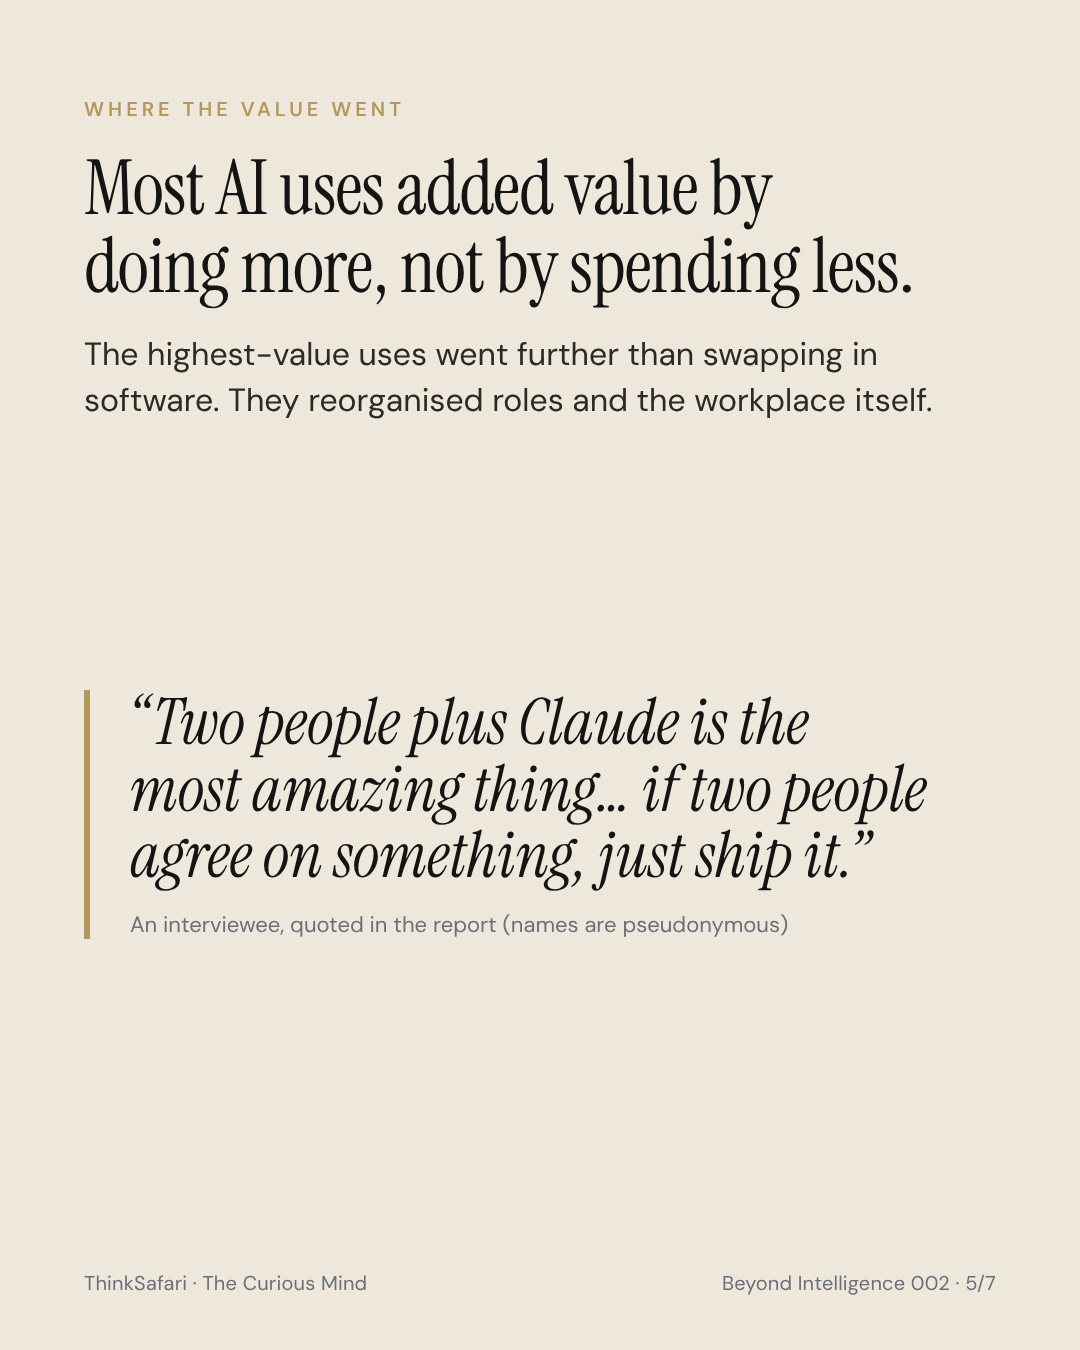 WHERE THE VALUE WENT
Most AI uses added value by
doing more, not by spending less.
The highest-value uses went further than swapping in
software. They reorganised roles and the workplace itself.
“Two people plus Claude is the
most amazing thing... if two people
agree on something, just ship it.”
An interviewee, quoted in the report (names are pseudonymous)
ThinkSafari · The Curious Mind
Beyond Intelligence 002 · 5/7